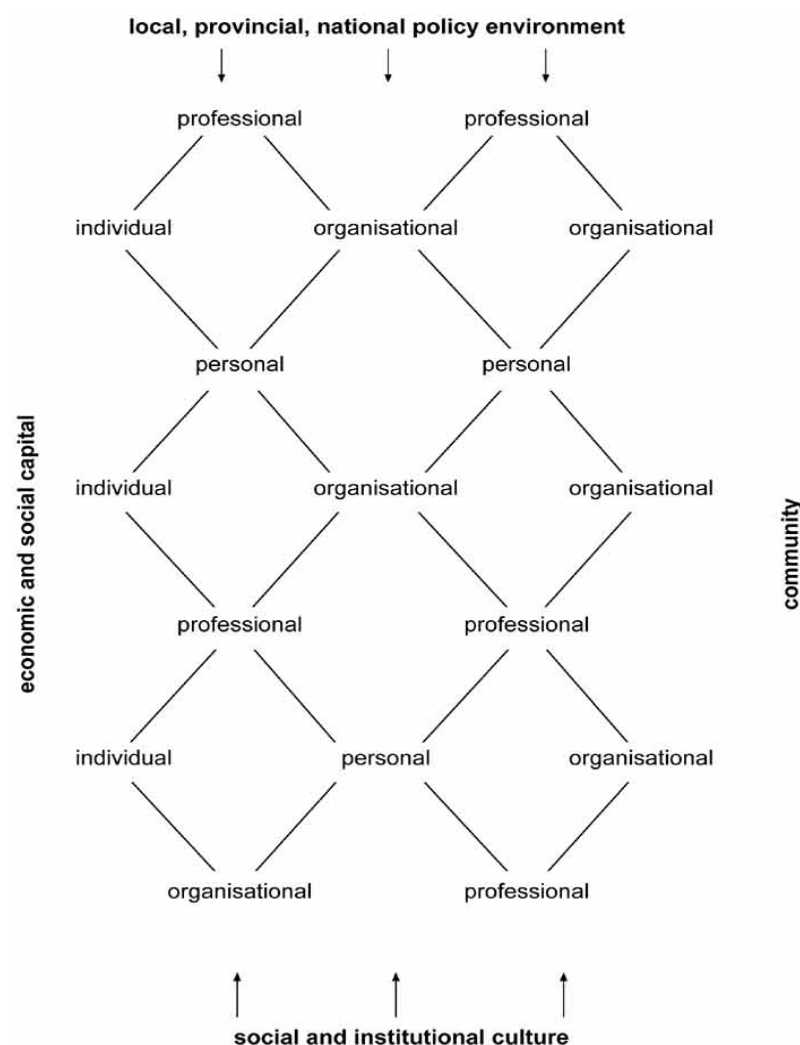 local, provincial, national policy environment
professional professional
individual organisational organisational
personal personal
economic and social capital
individual organisational organisational
community
professional professional
individual personal organisational
organisational professional
social and institutional culture